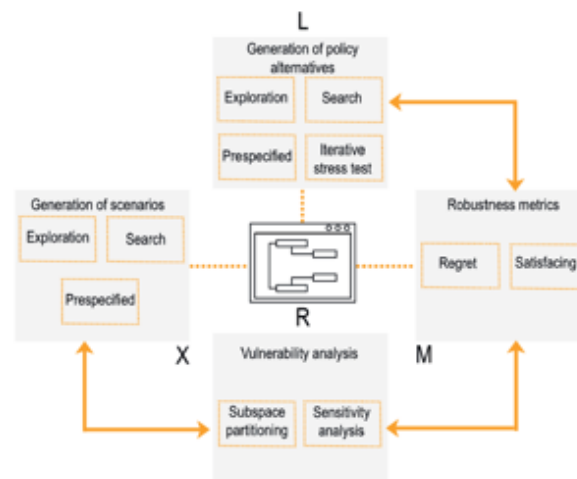 L
Generation of policy
alternatives
Exploration
Search
Prespecified
Iterative
stress test
Generation of scenarios
Exploration
Search
Prespecified
X
Robustness metrics
Regret
Satisfacing
M
R
Vulnerability analysis
Subspace
partitioning
Sensitivity
analysis